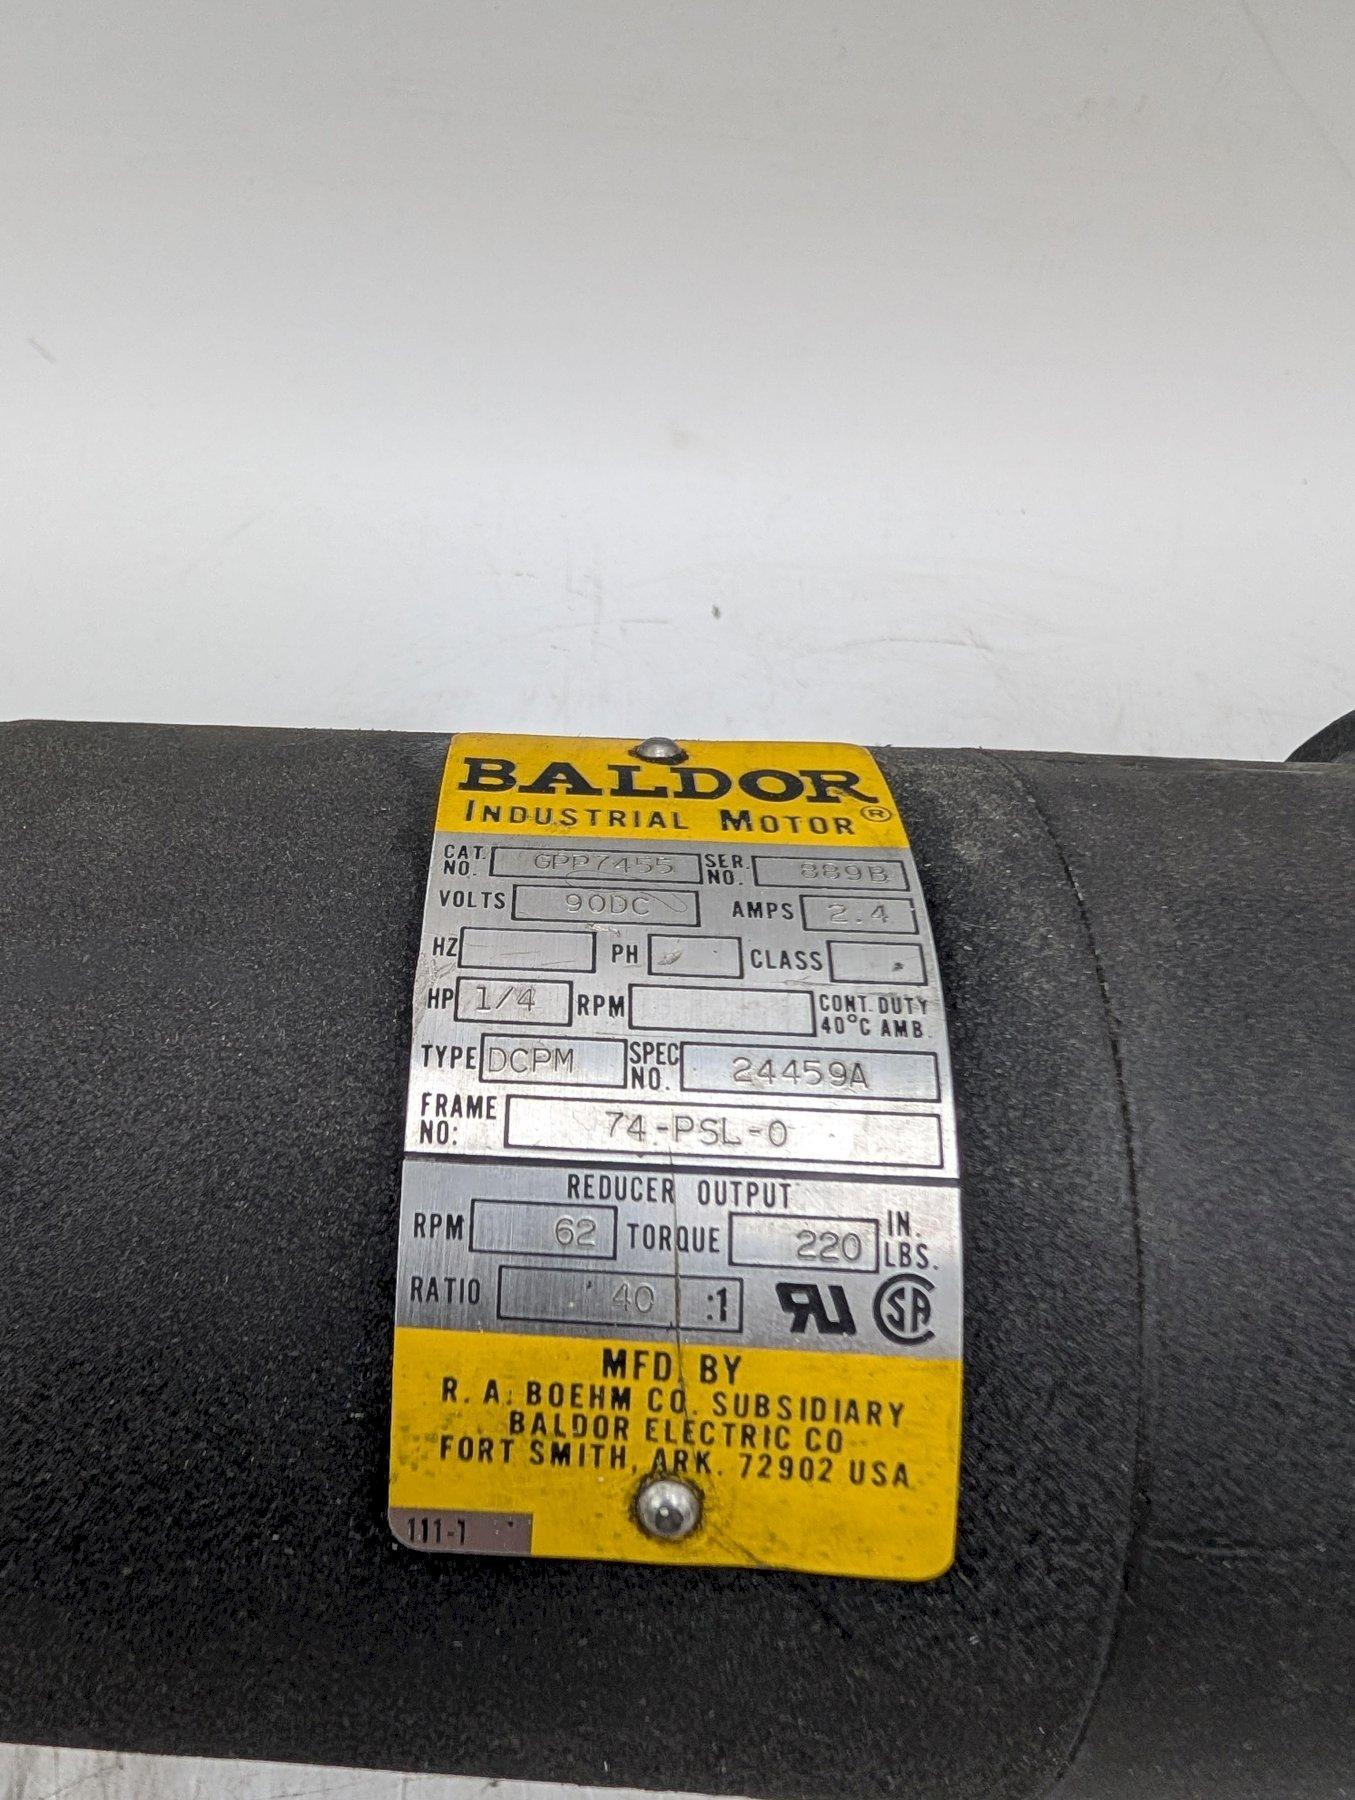 BALDOR
INDUSTRIAL MOTOR ®
CAT. NO. GPP7455 SER. NO. 889B
VOLTS 90DC AMPS 2.4
HZ PH CLASS
HP 1/4 RPM CONT. DUTY 40°C AMB.
TYPE DCPM SPEC NO. 24459A
FRAME NO: 74-PSL-0
REDUCER OUTPUT
RPM 62 TORQUE 220 IN. LBS.
RATIO 40 :1 RU SA
MFD BY
R. A. BOEHM CO. SUBSIDIARY
BALDOR ELECTRIC CO
FORT SMITH, ARK. 72902 USA
111-1